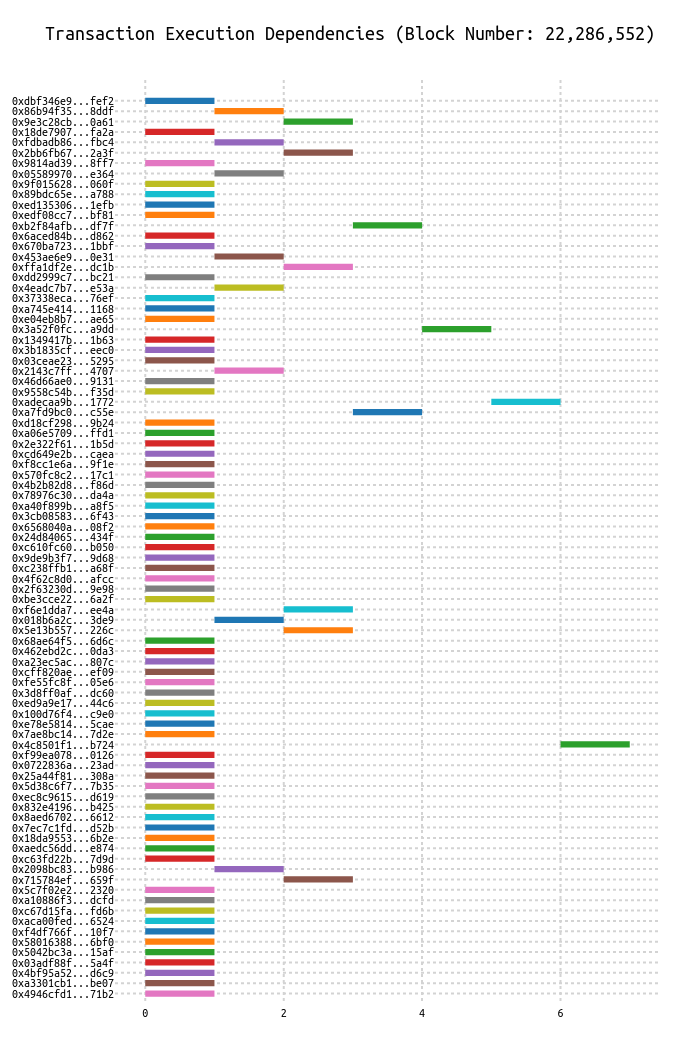 Transaction Execution Dependencies (Block Number: 22,286,552)
0xdbf346e9...fef2
0x86b94f35...8ddf
0x9e3c28cb...0a61
0x18de7907...fa2a
0xfdbadb86...fbc4
0x2bb6fb67...2a3f
0x9814ad39...8ff7
0x05589970...e364
0x9f015628...060f
0x89bdc65e...a788
0xed135306...1efb
0xedf08cc7...bf81
0xb2f84afb...df7f
0x6aced84b...d862
0x670ba723...1bbf
0x453ae6e9...0e31
0xffa1df2e...dc1b
0xdd2999c7...bc21
0x4eadc7b7...e53a
0x37338eca...76ef
0xa745e414...1168
0xe04eb8b7...ae65
0x3a52f0fc...a9dd
0x1349417b...1b63
0x3b1835cf...eec0
0x03ceae23...5295
0x2143c7ff...4707
0x46d66ae0...9131
0x9558c54b...f35d
0xadecaa9b...1772
0xa7fd9bc0...c55e
0xd18cf298...9b24
0xa06e5709...ffd1
0x2e322f61...1b5d
0xcd649e2b...caea
0xf8cc1e6a...9f1e
0x570fc8c2...17c1
0x4b2b82d8...f86d
0x78976c30...da4a
0xa40f899b...a8f5
0x3cb08583...6f43
0x6568040a...08f2
0x24d84065...434f
0xc610fc60...b050
0x9de9b3f7...9d68
0xc238ffb1...a68f
0x4f62c8d0...afcc
0x2f63230d...9e98
0xbe3cce22...6a2f
0xf6e1dda7...ee4a
0x018b6a2c...3de9
0x5e13b557...226c
0x68ae64f5...6d6c
0x462ebd2c...0da3
0xa23ec5ac...807c
0xcff820ae...ef09
0xfe55fc8f...05e6
0x3d8ff0af...dc60
0xed9a9e17...44c6
0x100d76f4...c9e0
0xe78e5814...5cae
0x7ae8bc14...7d2e
0x4c8501f1...b724
0xf99ea078...0126
0x0722836a...23ad
0x25a44f81...308a
0x5d38c6f7...7b35
0xec8c9615...d619
0x832e4196...b425
0x8aed6702...6612
0x7ec7c1fd...d52b
0x18da9553...6b2e
0xaedc56dd...e874
0xc63fd22b...7d9d
0x2098bc83...b986
0x715784ef...659f
0x5c7f02e2...2320
0xa10886f3...dcfd
0xc67d15fa...fd6b
0xaca00fed...6524
0xf4df766f...10f7
0x58016388...6bf0
0x5042bc3a...15af
0x03adf88f...5a4f
0x4bf95a52...d6c9
0xa3301cb1...be07
0x4946cfd1...71b2
0 2 4 6